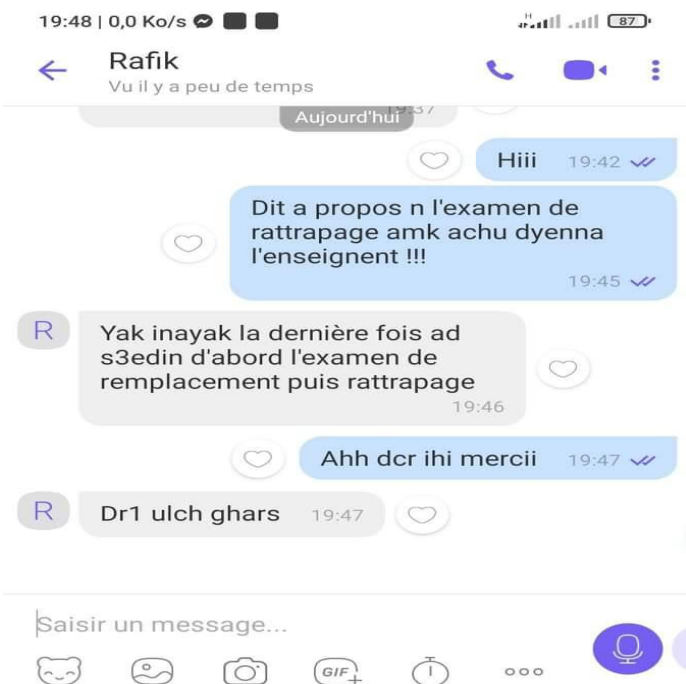 19:48 | 0,0 Ko/s
H
87
Rafik
Vu il y a peu de temps
19:37
Aujourd'hui
Hiii 19:42
Dit a propos n l'examen de
rattrapage amk achu dyenna
l'enseignent !!!
19:45
R
Yak inayak la dernière fois ad
s3edin d'abord l'examen de
remplacement puis rattrapage
19:46
Ahh dcr ihi mercii 19:47
R
Dr1 ulch ghars 19:47
Saisir un message...
GIF